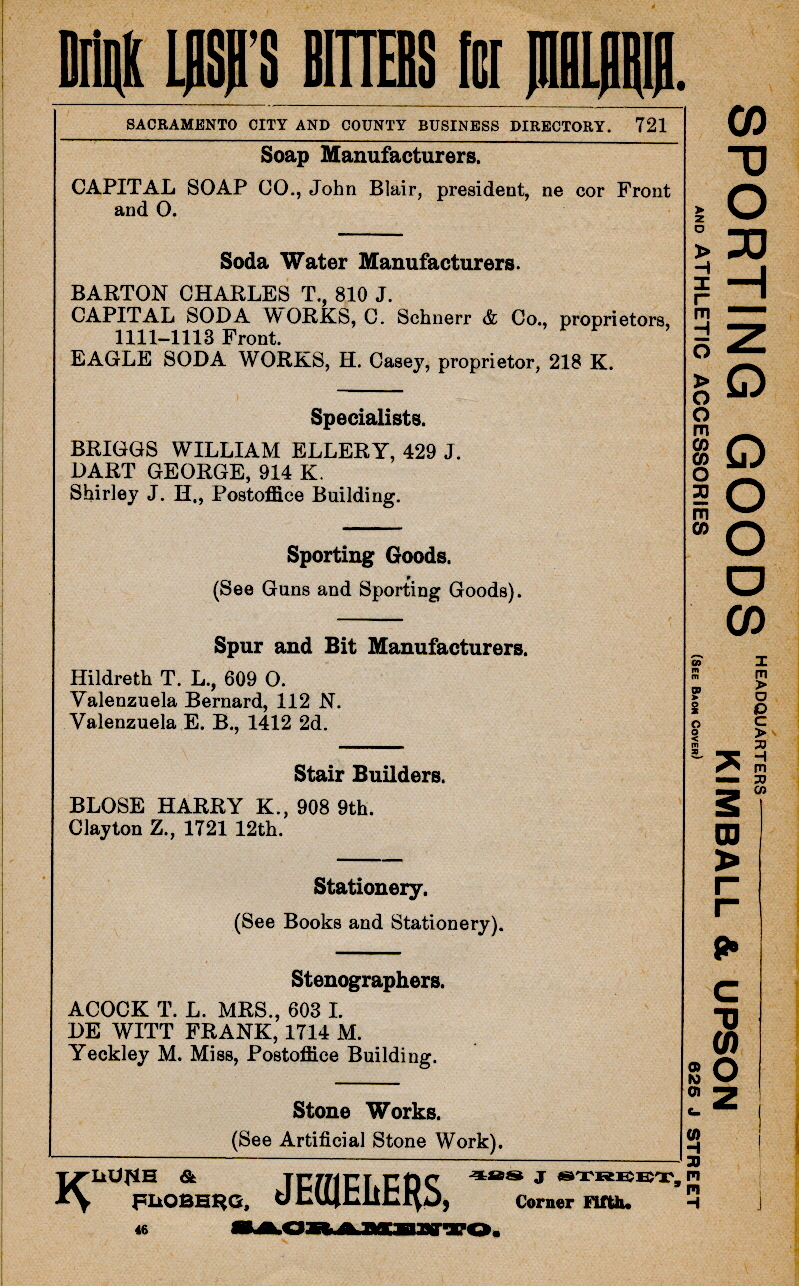 Drink LASH'S BITTERS for MALARIA.
SACRAMENTO CITY AND COUNTY BUSINESS DIRECTORY. 721
Soap Manufacturers.
CAPITAL SOAP CO., John Blair, president, ne cor Front
and O.
Soda Water Manufacturers.
BARTON CHARLES T., 810 J.
CAPITAL SODA WORKS, C. Schnerr & Co., proprietors,
1111-1113 Front.
EAGLE SODA WORKS, H. Casey, proprietor, 218 K.
Specialists.
BRIGGS WILLIAM ELLERY, 429 J.
DART GEORGE, 914 K.
Shirley J. H., Postoffice Building.
Sporting Goods.
(See Guns and Sporting Goods).
Spur and Bit Manufacturers.
Hildreth T. L., 609 O.
Valenzuela Bernard, 112 N.
Valenzuela E. B., 1412 2d.
Stair Builders.
BLOSE HARRY K., 908 9th.
Clayton Z., 1721 12th.
Stationery.
(See Books and Stationery).
Stenographers.
ACOCK T. L. MRS., 603 I.
DE WITT FRANK, 1714 M.
Yeckley M. Miss, Postoffice Building.
Stone Works.
(See Artificial Stone Work).
SPORTING GOODS
AND ATHLETIC ACCESSORIES
(SEE BACK COVER)
HEADQUARTERS
KIMBALL & UPSON
625 J STREET
KLUNE &
FLOBERG,
JEWELERS,
428 J STREET,
Corner Fifth.
46
SACRAMENTO.